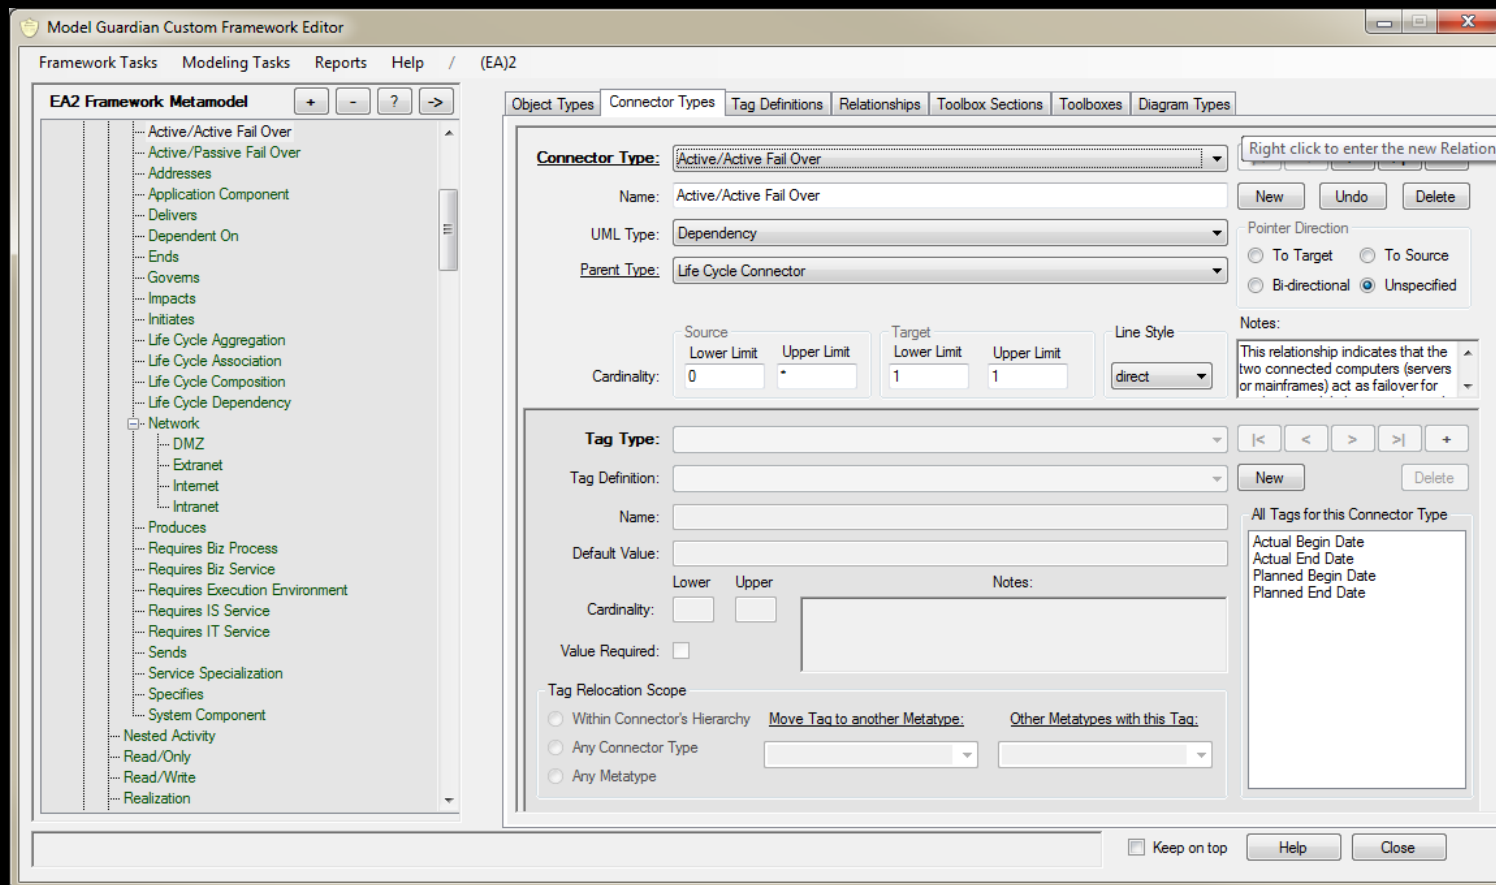 Model Guardian Custom Framework Editor
Framework Tasks Modeling Tasks Reports Help / (EA)2
EA2 Framework Metamodel + - ? ->
Active/Active Fail Over
Active/Passive Fail Over
Addresses
Application Component
Delivers
Dependent On
Ends
Governs
Impacts
Initiates
Life Cycle Aggregation
Life Cycle Association
Life Cycle Composition
Life Cycle Dependency
Network
DMZ
Extranet
Internet
Intranet
Produces
Requires Biz Process
Requires Biz Service
Requires Execution Environment
Requires IS Service
Requires IT Service
Sends
Service Specialization
Specifies
System Component
Nested Activity
Read/Only
Read/Write
Realization
Object Types Connector Types Tag Definitions Relationships Toolbox Sections Toolboxes Diagram Types
Connector Type: Active/Active Fail Over
Right click to enter the new Relation
Name: Active/Active Fail Over
New Undo Delete
UML Type: Dependency
Parent Type: Life Cycle Connector
Pointer Direction
To Target To Source
Bi-directional Unspecified
Source
Lower Limit Upper Limit
Target
Lower Limit Upper Limit
Line Style
Cardinality: 0 * 1 1 direct
Notes:
This relationship indicates that the
two connected computers (servers
or mainframes) act as failover for
Tag Type:
|< < > >| +
Tag Definition:
New Delete
Name:
Default Value:
Lower Upper Notes:
Cardinality:
Value Required:
All Tags for this Connector Type
Actual Begin Date
Actual End Date
Planned Begin Date
Planned End Date
Tag Relocation Scope
Within Connector's Hierarchy Move Tag to another Metatype: Other Metatypes with this Tag:
Any Connector Type
Any Metatype
Keep on top Help Close